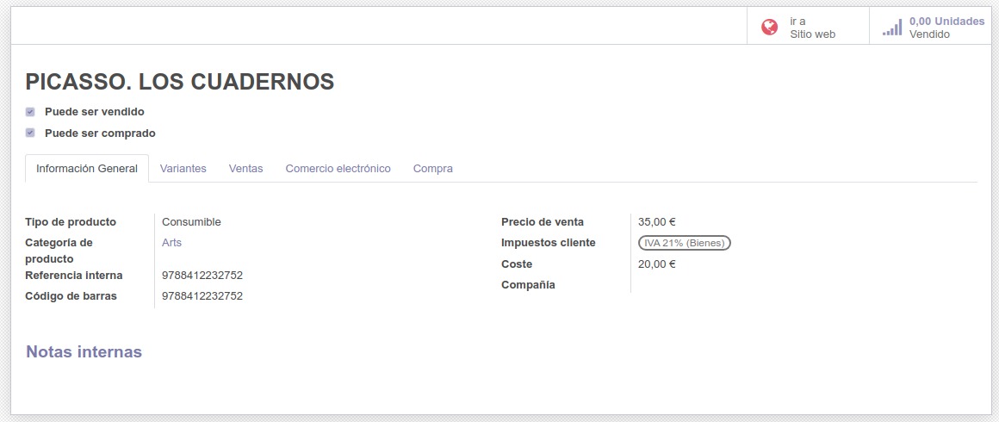 ir a
Sitio web
0,00 Unidades
Vendido
PICASSO. LOS CUADERNOS
Puede ser vendido
Puede ser comprado
Información General Variantes Ventas Comercio electrónico Compra
Tipo de producto Consumible
Categoría de
producto Arts
Referencia interna 9788412232752
Código de barras 9788412232752
Precio de venta 35,00 €
Impuestos cliente IVA 21% (Bienes)
Coste 20,00 €
Compañía
Notas internas